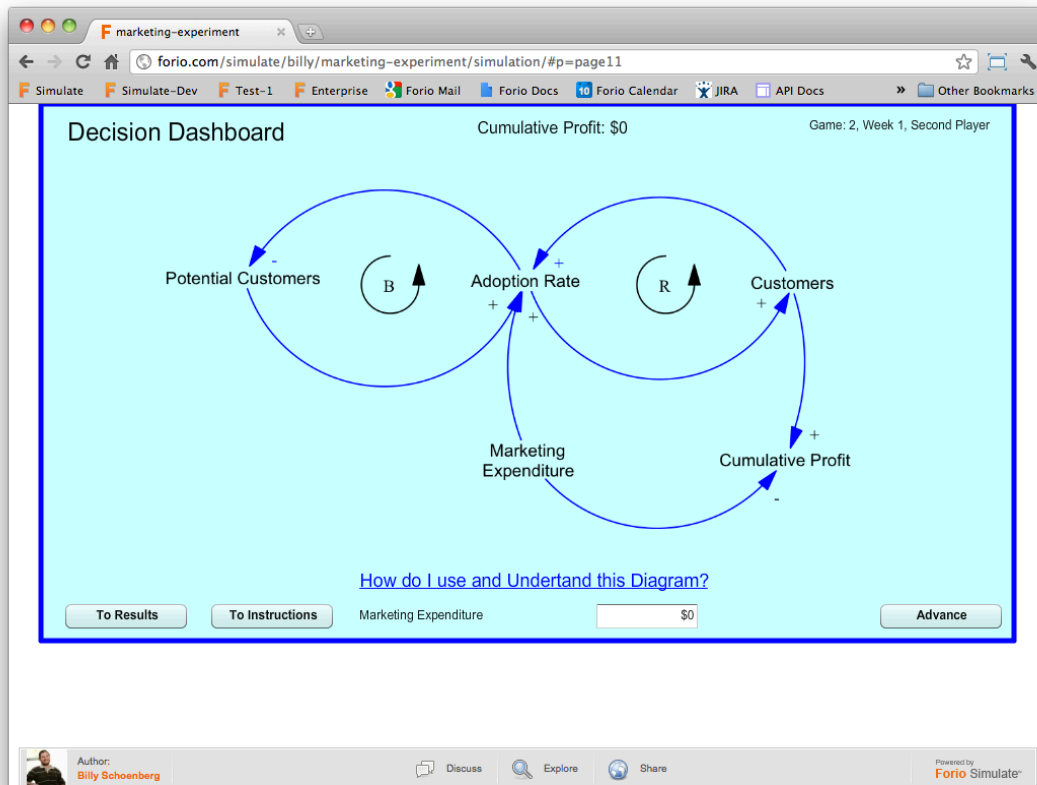 marketing-experiment
forio.com/simulate/billy/marketing-experiment/simulation/#p=page11
Simulate Simulate-Dev Test-1 Enterprise Forio Mail Forio Docs 10 Forio Calendar JIRA API Docs » Other Bookmarks
Decision Dashboard Cumulative Profit: $0 Game: 2, Week 1, Second Player
- +
Potential Customers B Adoption Rate R Customers
+ + +
Marketing
Expenditure
+
Cumulative Profit
-
How do I use and Undertand this Diagram?
To Results To Instructions Marketing Expenditure $0 Advance
Author:
Billy Schoenberg
Discuss Explore Share
Powered by
Forio Simulate